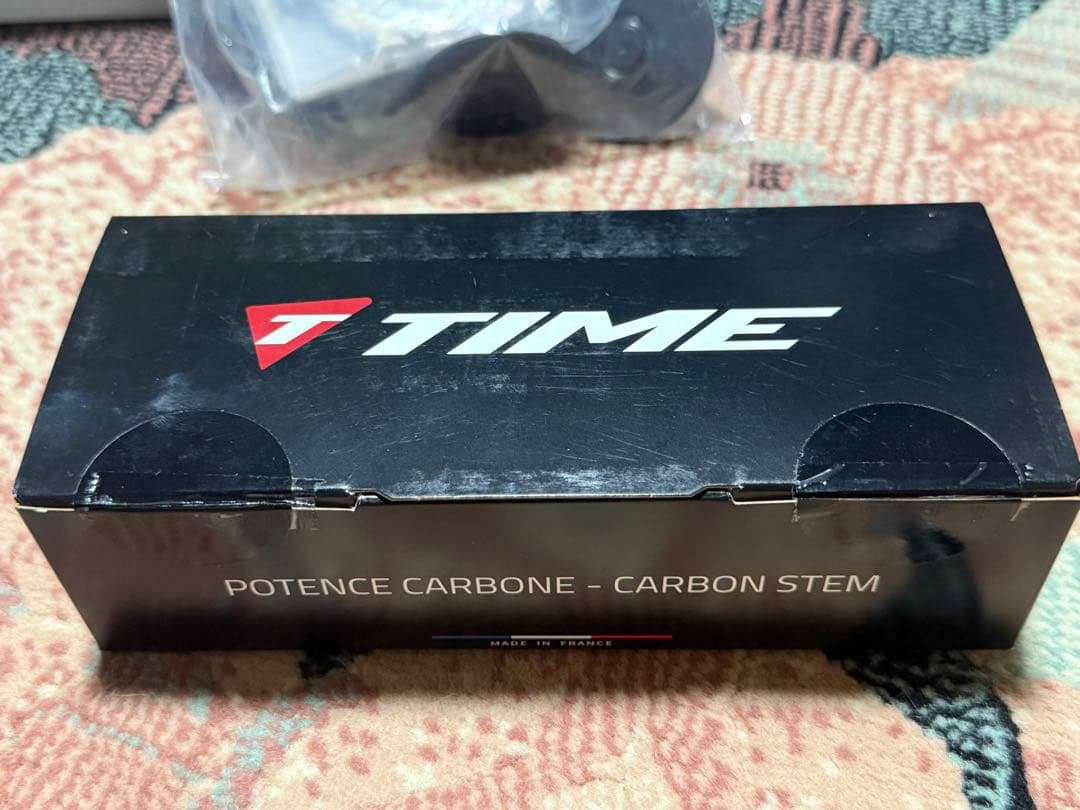 T TIME
POTENCE CARBONE - CARBON STEM
MADE IN FRANCE